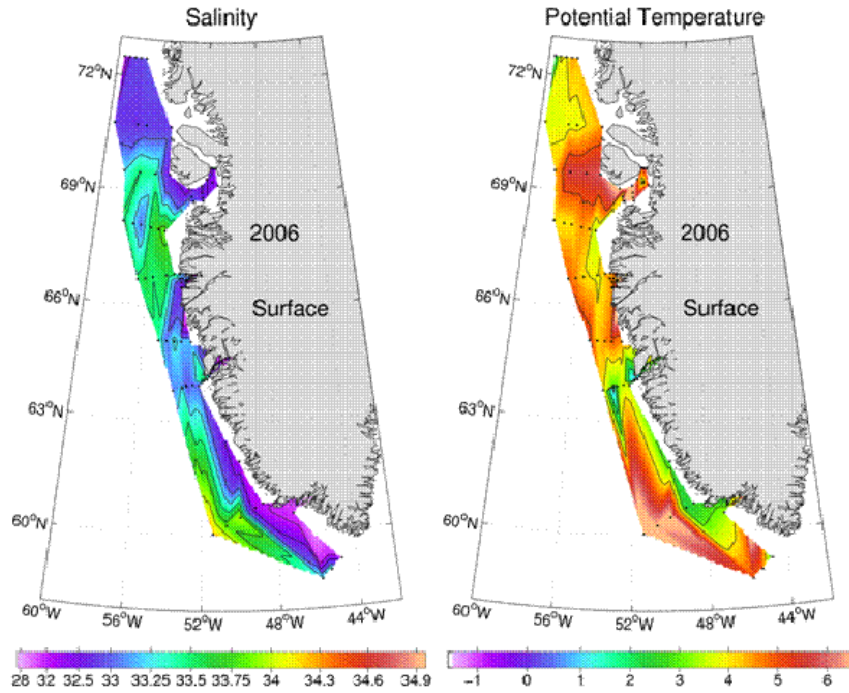 Salinity
Potential Temperature
72°N
69°N
66°N
63°N
60°N
60°W
56°W
52°W
48°W
44°W
2006
Surface
72°N
69°N
66°N
63°N
60°N
60°W
56°W
52°W
48°W
44°W
2006
Surface
28 32 32.5 33 33.25 33.5 33.75 34 34.3 34.6 34.9
-1 0 1 2 3 4 5 6